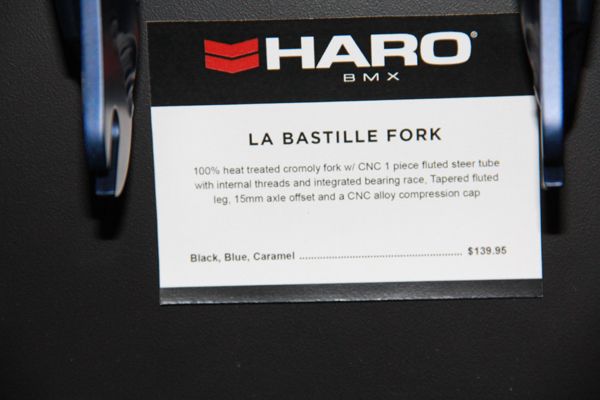 HARO®
BMX
LA BASTILLE FORK
100% heat treated cromoly fork w/ CNC 1 piece fluted steer tube
with internal threads and integrated bearing race, Tapered fluted
leg, 15mm axle offset and a CNC alloy compression cap
Black, Blue, Caramel ........................................................ $139.95